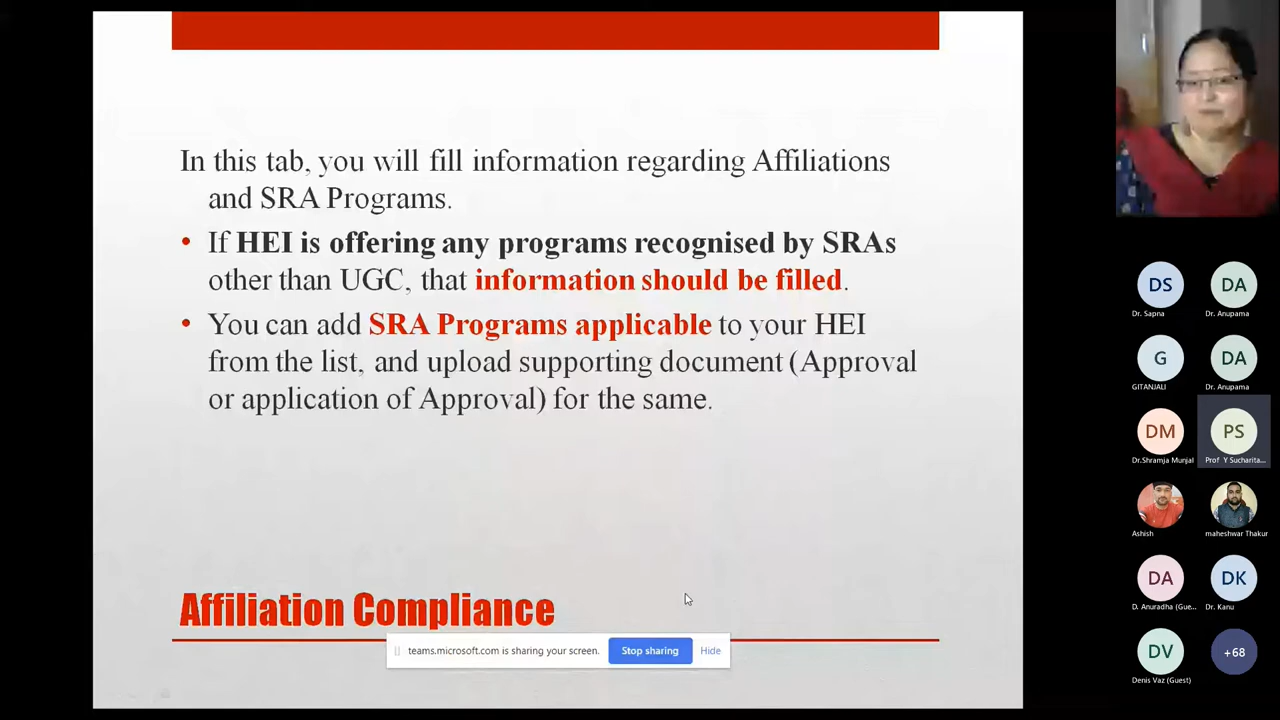 In this tab, you will fill information regarding Affiliations
and SRA Programs.
• If HEI is offering any programs recognised by SRAs
other than UGC, that information should be filled.
• You can add SRA Programs applicable to your HEI
from the list, and upload supporting document (Approval
or application of Approval) for the same.
Affiliation Compliance
teams.microsoft.com is sharing your screen. Stop sharing Hide
DS DA
Dr. Sapna Dr. Anupama
G DA
GITANJALI Dr. Anupama
DM PS
Dr.Shramja Munjal Prof Y Sucharita...
Ashish maheshwar Thakur
DA DK
D. Anuradha (Gue... Dr. Kanu
DV +68
Denis Vaz (Guest)